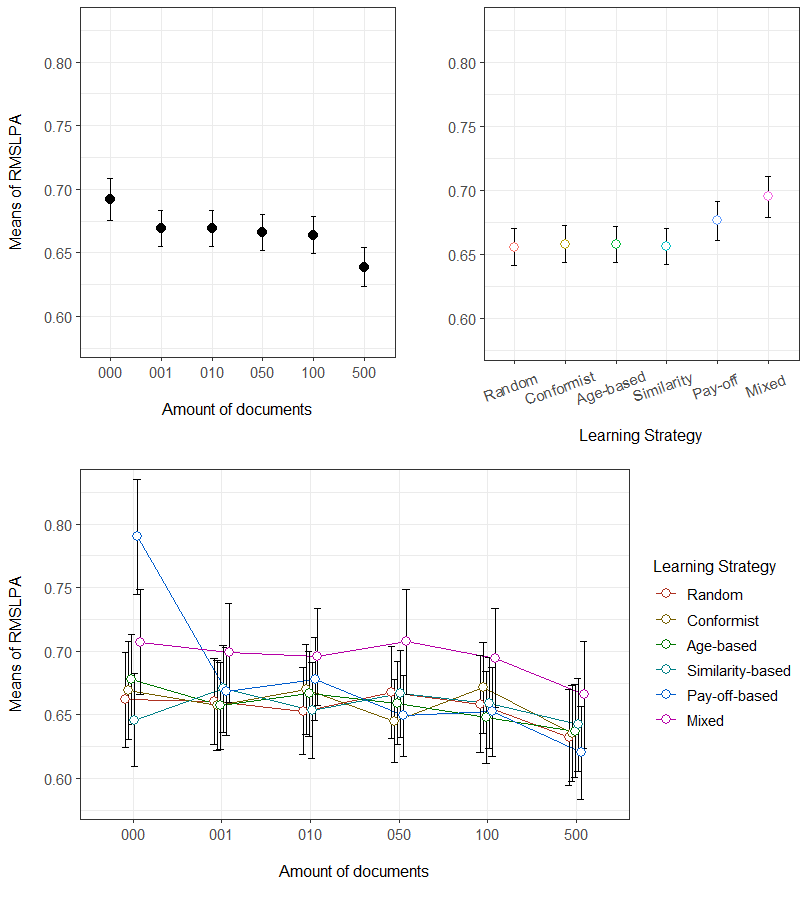 Means of RMSLPA
0.80
0.75
0.70
0.65
0.60
000 001 010 050 100 500
Amount of documents
0.80
0.75
0.70
0.65
0.60
Random Conformist Age-based Similarity Pay-off Mixed
Learning Strategy
Means of RMSLPA
0.80
0.75
0.70
0.65
0.60
000 001 010 050 100 500
Amount of documents
Learning Strategy
Random
Conformist
Age-based
Similarity-based
Pay-off-based
Mixed